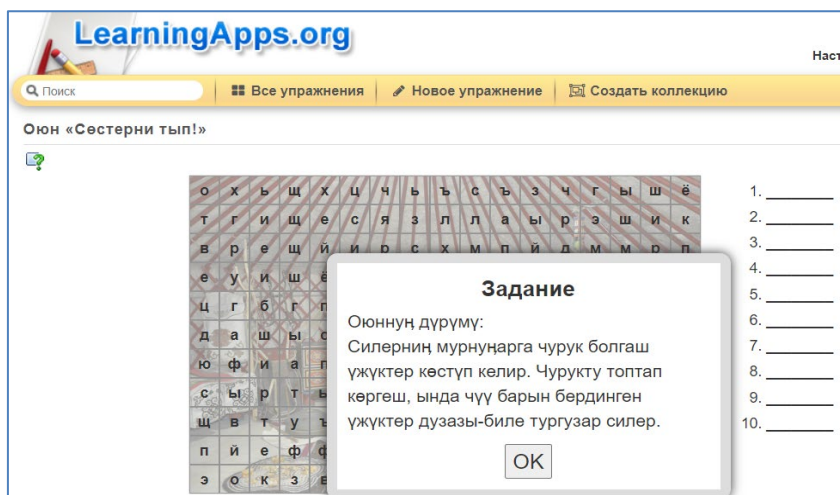 LearningApps.org
Наст
Поиск
Все упражнения
Новое упражнение
Создать коллекцию
Оюн «Сөстерни тып!»
о х ь щ х ц ч ь ъ с ъ з ч г ы ш ё
т г и щ е с я з л л а ы р э ш и к
в р е щ й и р с х м п й д м м р п
е у и ш ё
ц г б г
д а ш ы
ю ф и а
с ы р т
щ в т у
п й е ф
э о к з
Задание
Оюннуң дүрүмү:
Силерниң мурнуңарга чурук болгаш
үжүктер көстүп келир. Чурукту топтап
көргеш, ында чүү барын бердинген
үжүктер дузазы-биле тургузар силер.
OK
1.
2.
3.
4.
5.
6.
7.
8.
9.
10.